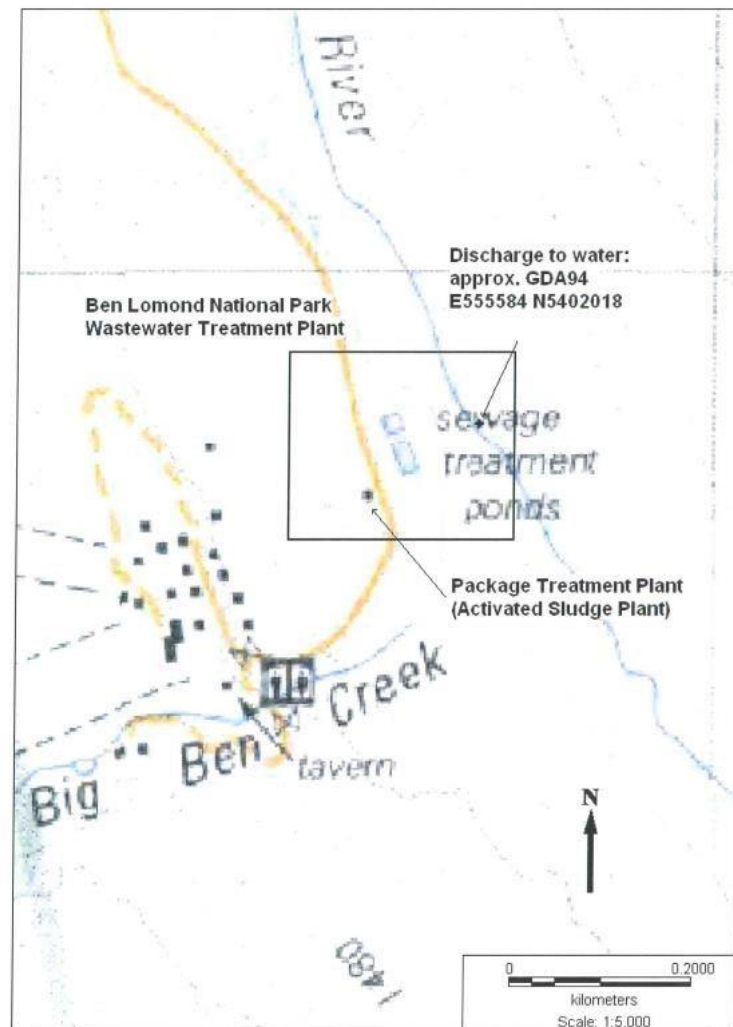 River
Discharge to water:
approx. GDA94
E555584 N5402018
Ben Lomond National Park
Wastewater Treatment Plant
sewage
treatment
ponds
Package Treatment Plant
(Activated Sludge Plant)
Big Ben Creek
tavern
N
1480
0 0.2000
kilometers
Scale: 1:5,000